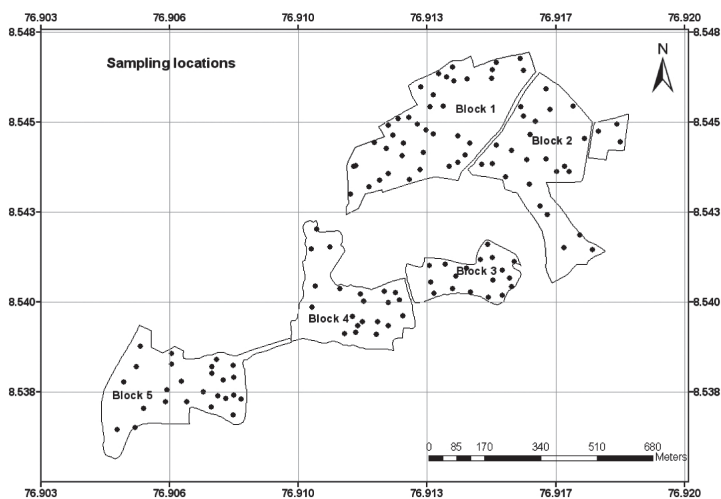 76.903 76.906 76.910 76.913 76.917 76.920
8.548 8.548
Sampling locations
N
Block 1
8.545 8.545
Block 2
8.543 8.543
Block 3
8.540 8.540
Block 4
8.538 8.538
Block 5
0 85 170 340 510 680
Meters
76.903 76.906 76.910 76.913 76.917 76.920